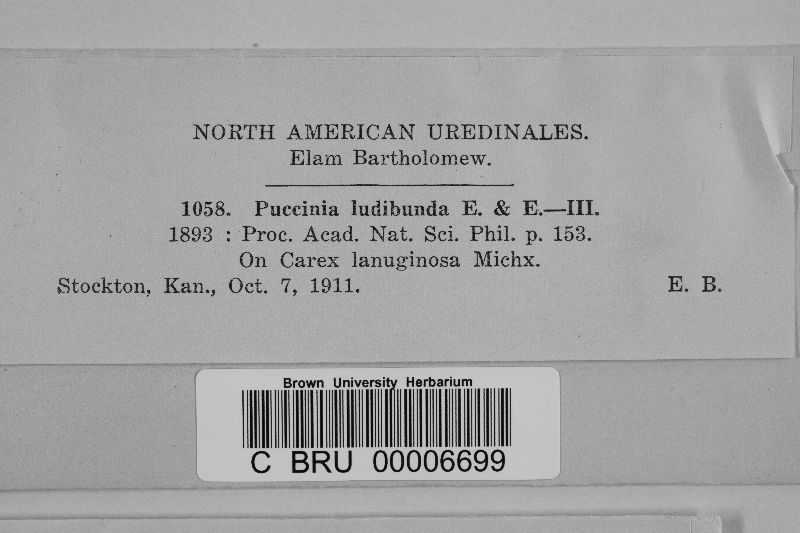 NORTH AMERICAN UREDINALES.
Elam Bartholomew.
1058. Puccinia ludibunda E. & E.—III.
1893 : Proc. Acad. Nat. Sci. Phil. p. 153.
On Carex lanuginosa Michx.
Stockton, Kan., Oct. 7, 1911. E. B.
Brown University Herbarium
C BRU 00006699